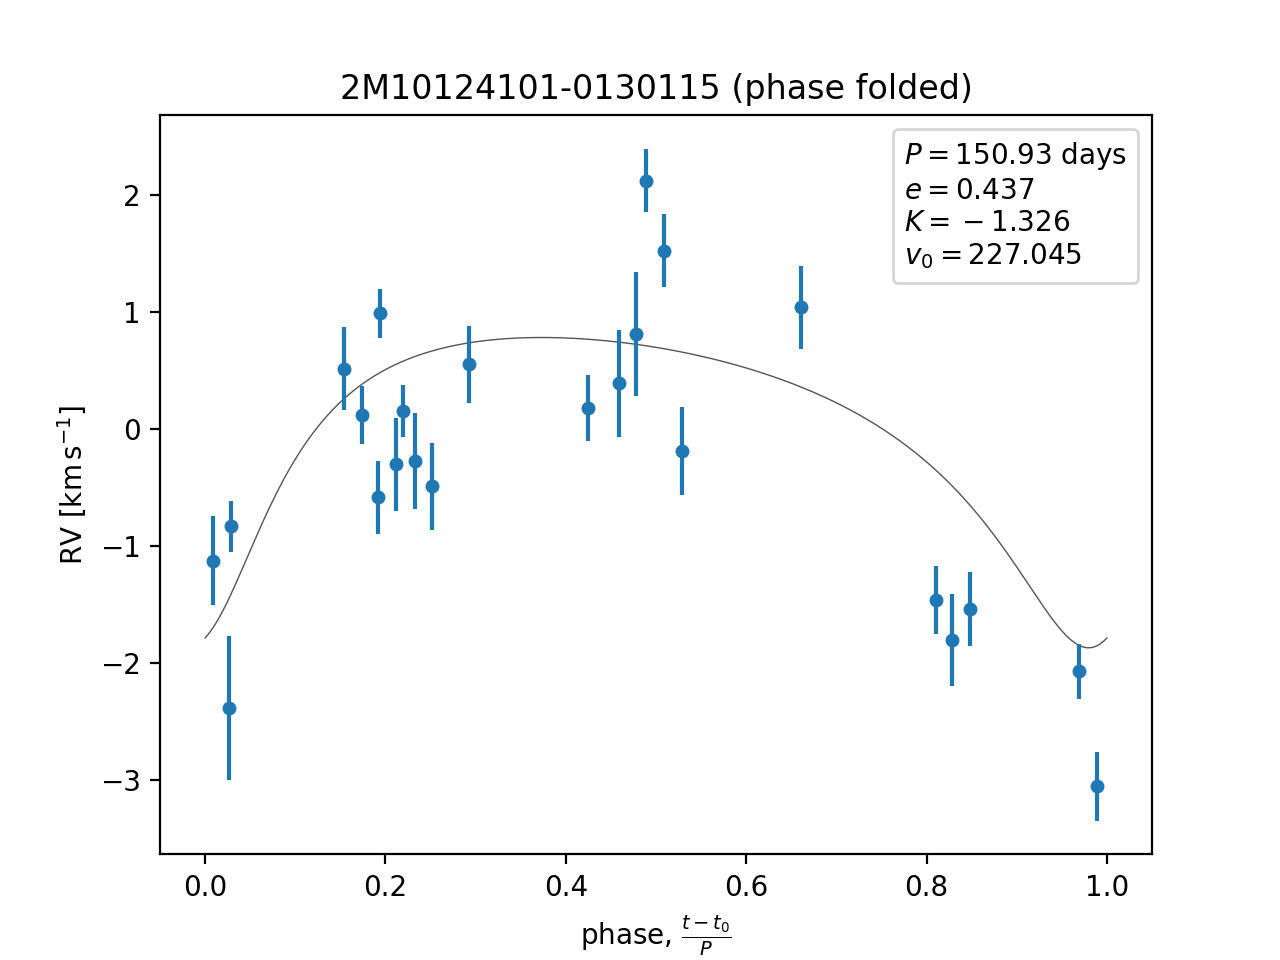 2M10124101-0130115 (phase folded)
P = 150.93 days
e = 0.437
K = −1.326
v₀ = 227.045
RV [km s⁻¹]
2
1
0
−1
−2
−3
0.0 0.2 0.4 0.6 0.8 1.0
phase, (t − t₀)/P